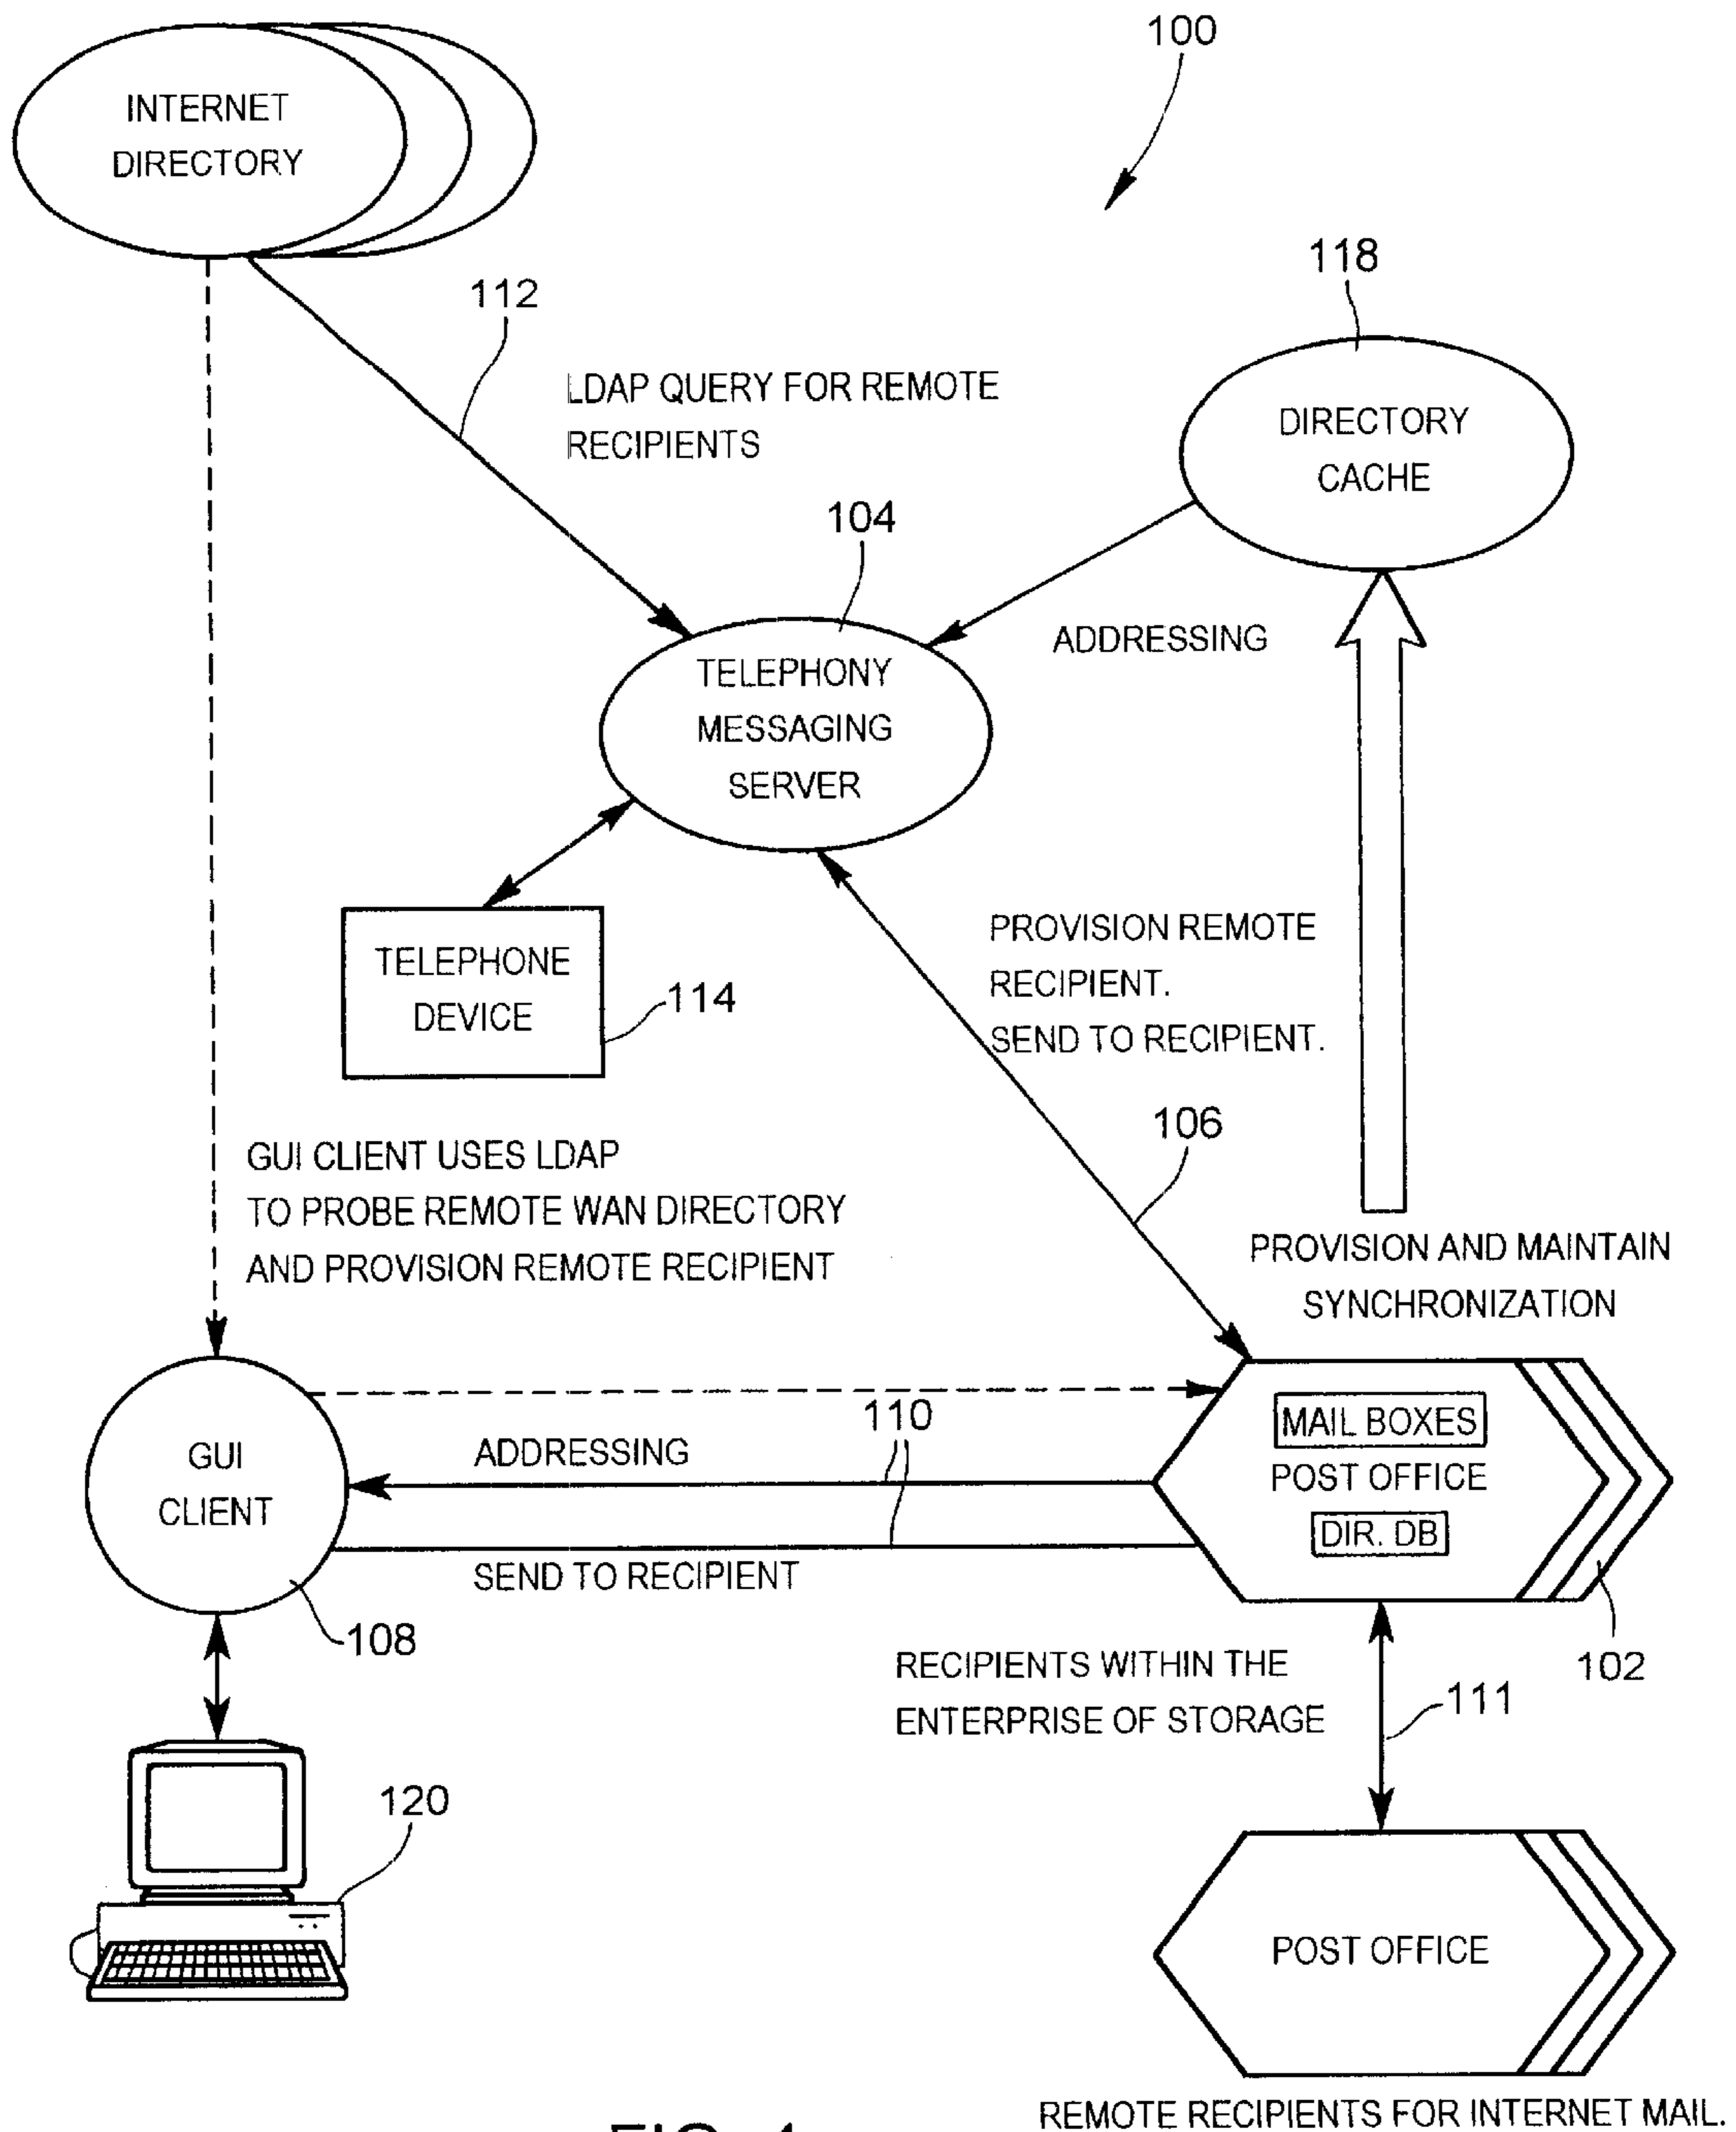 100
INTERNET
DIRECTORY
118
112
LDAP QUERY FOR REMOTE
RECIPIENTS
DIRECTORY
CACHE
104
ADDRESSING
TELEPHONY
MESSAGING
SERVER
PROVISION REMOTE
RECIPIENT.
SEND TO RECIPIENT.
TELEPHONE
DEVICE
114
106
GUI CLIENT USES LDAP
TO PROBE REMOTE WAN DIRECTORY
AND PROVISION REMOTE RECIPIENT
PROVISION AND MAINTAIN
SYNCHRONIZATION
110
MAIL BOXES
POST OFFICE
DIR. DB
ADDRESSING
GUI
CLIENT
SEND TO RECIPIENT
108
102
RECIPIENTS WITHIN THE
ENTERPRISE OF STORAGE
111
120
POST OFFICE
REMOTE RECIPIENTS FOR INTERNET MAIL.